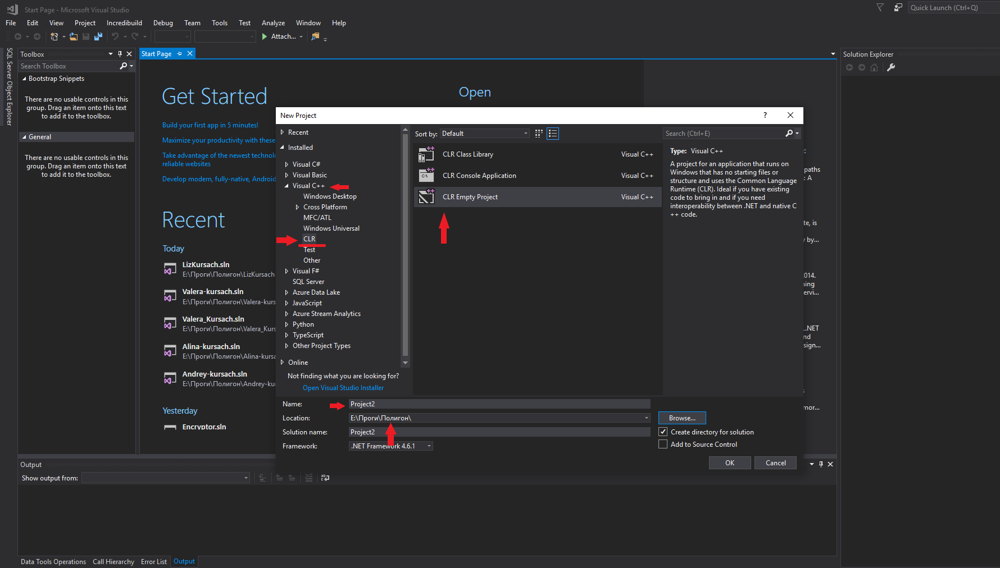 Start Page - Microsoft Visual Studio
Quick Launch (Ctrl+Q)
File Edit View Project Incredibuild Debug Team Tools Test Analyze Window Help
Attach...
SQL Server Object Explorer
Toolbox
Search Toolbox
Bootstrap Snippets
There are no usable controls in this
group. Drag an item onto this text
to add it to the toolbox.
General
There are no usable controls in this
group. Drag an item onto this text
to add it to the toolbox.
Start Page
Get Started
Build your first app in 5 minutes!
Maximize your productivity with these
Take advantage of the newest technolo
reliable websites
Develop modern, fully-native, Android
Recent
Today
LizKursach.sln
E:\Проги\Полигон\LizKursach
Valera-kursach.sln
E:\Проги\Полигон\Valera-kurs
Valera_Kursach.sln
E:\Проги\Полигон\Valera_Kurs
Alina-kursach.sln
E:\Проги\Полигон\Alina-kursa
Andrey-kursach.sln
E:\Проги\Полигон\Andrey-kur
Yesterday
Encryptor.sln
Open
New Project
?
Recent
Installed
Visual C#
Visual Basic
Visual C++
Windows Desktop
Cross Platform
MFC/ATL
Windows Universal
CLR
Test
Other
Visual F#
SQL Server
Azure Data Lake
JavaScript
Azure Stream Analytics
Python
TypeScript
Other Project Types
Online
Not finding what you are looking for?
Open Visual Studio Installer
Sort by: Default
CLR Class Library Visual C++
CLR Console Application Visual C++
CLR Empty Project Visual C++
Search (Ctrl+E)
Type: Visual C++
A project for an application that runs on
Windows that has no starting files or
structure and uses the Common Language
Runtime (CLR). Ideal if you have existing
code to bring in and if you need
interoperability between .NET and native C
++ code.
Name: Project2
Location: E:\Проги\Полигон\
Browse...
Solution name: Project2
Create directory for solution
Framework: .NET Framework 4.6.1
Add to Source Control
OK Cancel
paths
: A
te, is
y by...
014.
ning
ervi...
.NET
nd
sign...
mor...
Solution Explorer
Output
Show output from:
Data Tools Operations Call Hierarchy Error List Output